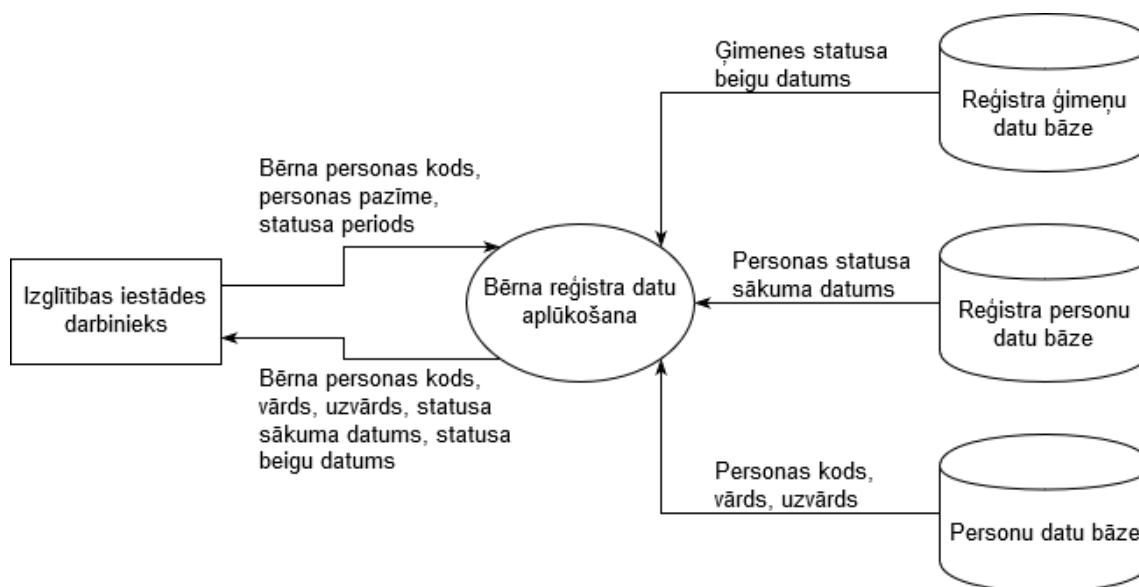 Ģimenes statusa
beigu datums
Reģistra ģimeņu
datu bāze
Bērna personas kods,
personas pazīme,
statusa periods
Izglītības iestādes
darbinieks
Bērna reģistra datu
aplūkošana
Personas statusa
sākuma datums
Reģistra personu
datu bāze
Bērna personas kods,
vārds, uzvārds, statusa
sākuma datums, statusa
beigu datums
Personas kods,
vārds, uzvārds
Personu datu bāze